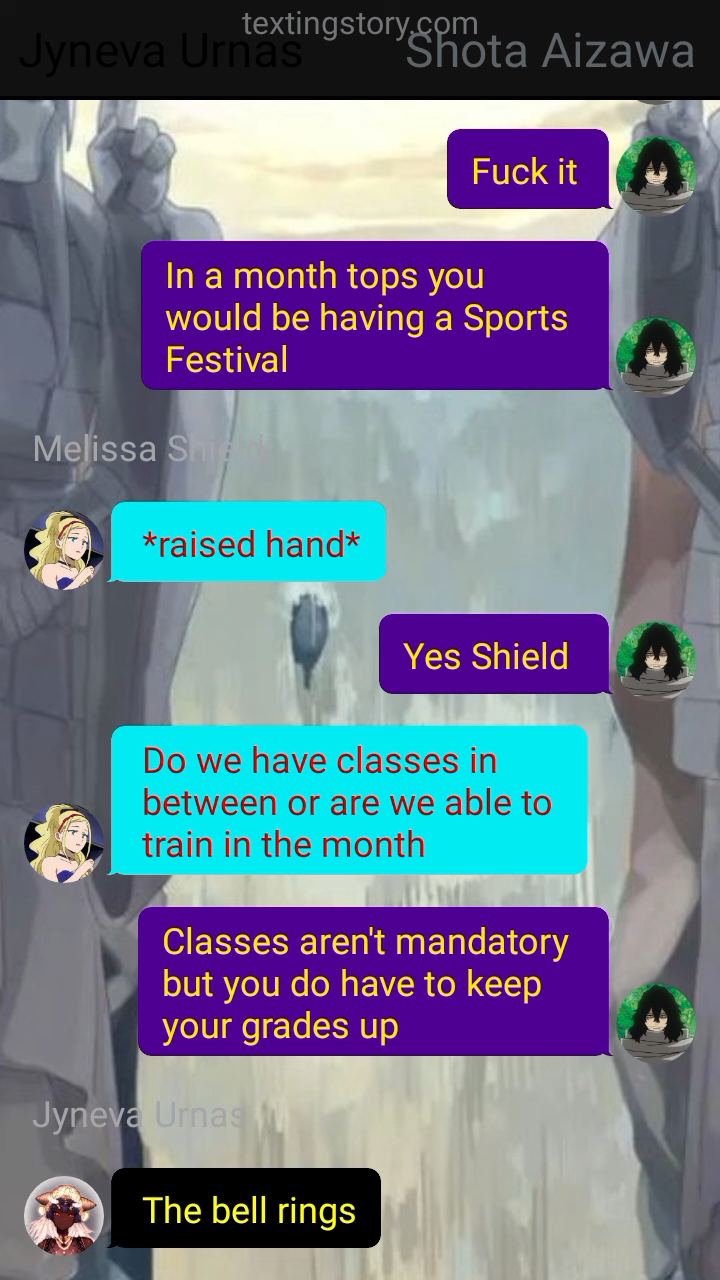 textingstory.com
Jyneva Urnas
Shota Aizawa
Fuck it
In a month tops you
would be having a Sports
Festival
Melissa Shield
*raised hand*
Yes Shield
Do we have classes in
between or are we able to
train in the month
Classes aren't mandatory
but you do have to keep
your grades up
Jyneva Urnas
The bell rings